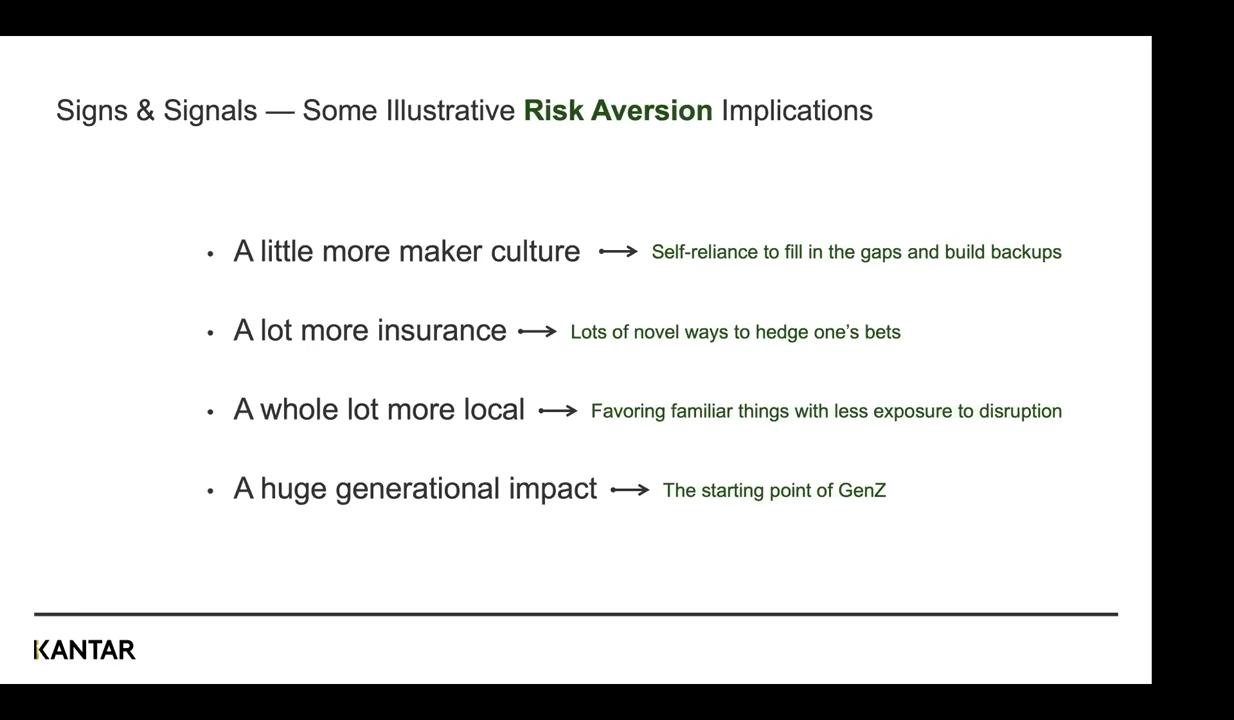 Signs & Signals — Some Illustrative Risk Aversion Implications
• A little more maker culture ⟶ Self-reliance to fill in the gaps and build backups
• A lot more insurance ⟶ Lots of novel ways to hedge one’s bets
• A whole lot more local ⟶ Favoring familiar things with less exposure to disruption
• A huge generational impact ⟶ The starting point of GenZ
KANTAR